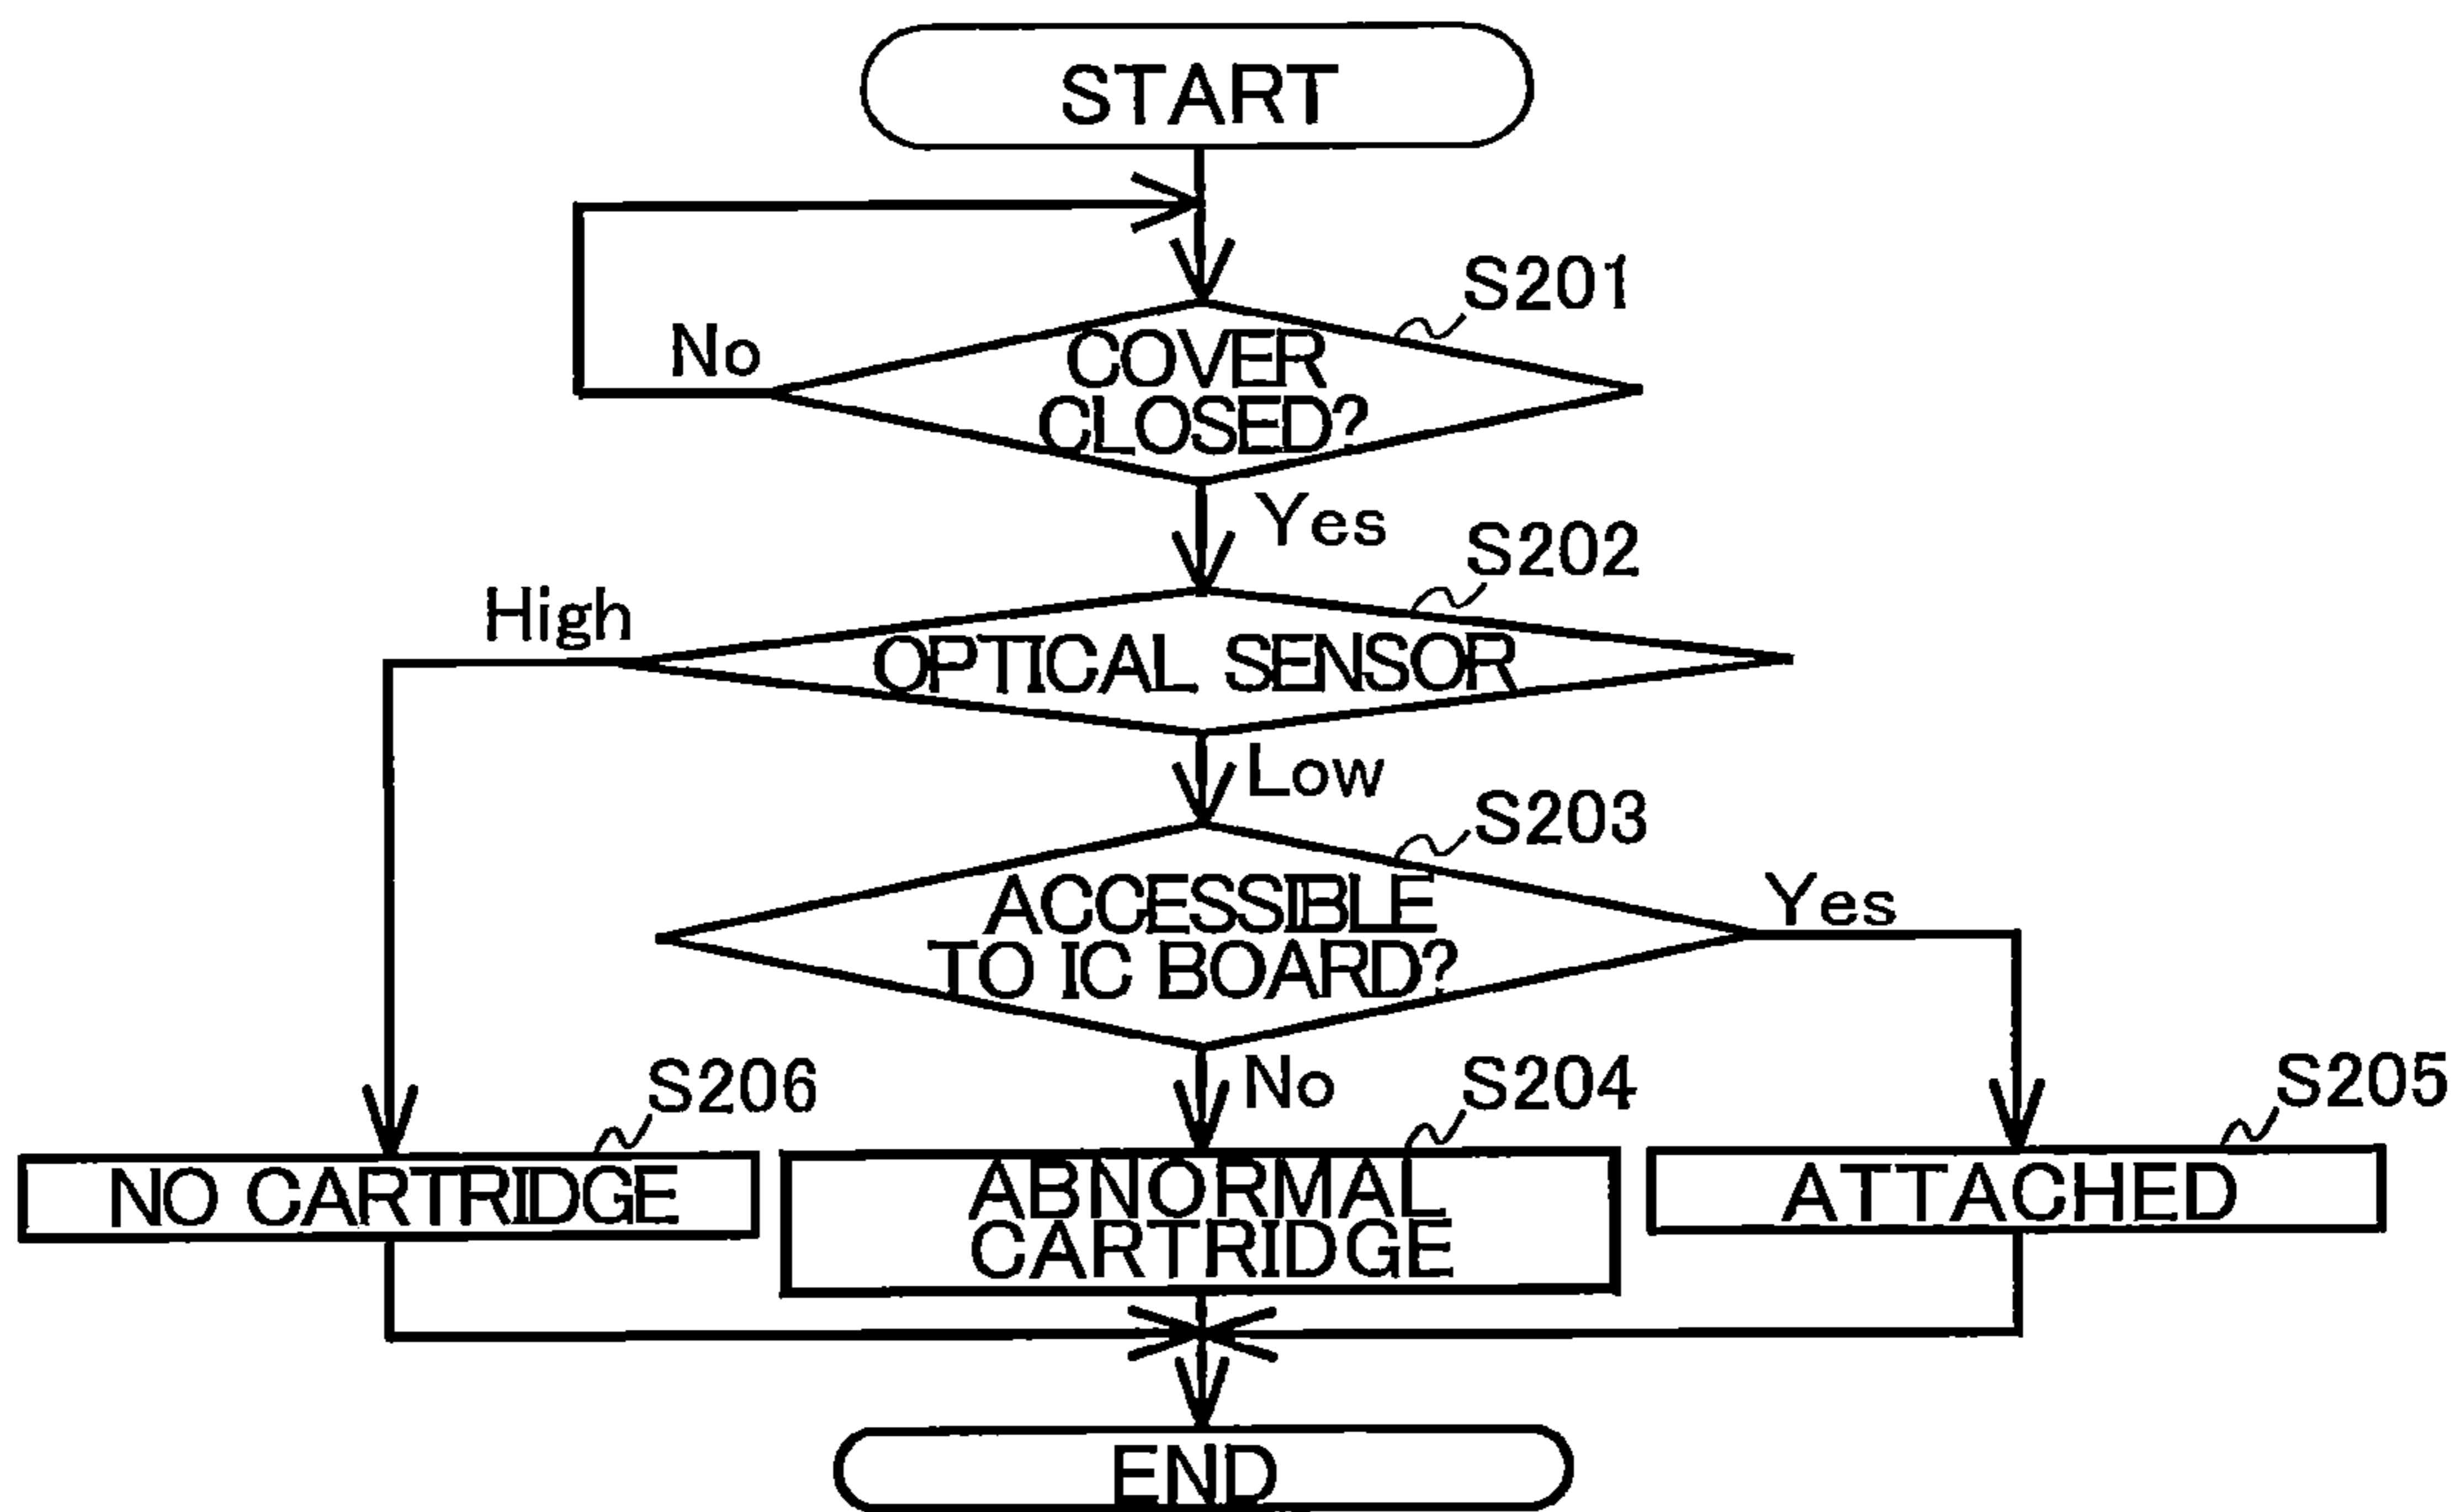 START
S201
No
COVER
CLOSED?
Yes
S202
High
OPTICAL SENSOR
Low
S203
ACCESSIBLE
TO IC BOARD?
Yes
No
S206
S204
S205
NO CARTRIDGE
ABNORMAL
CARTRIDGE
ATTACHED
END